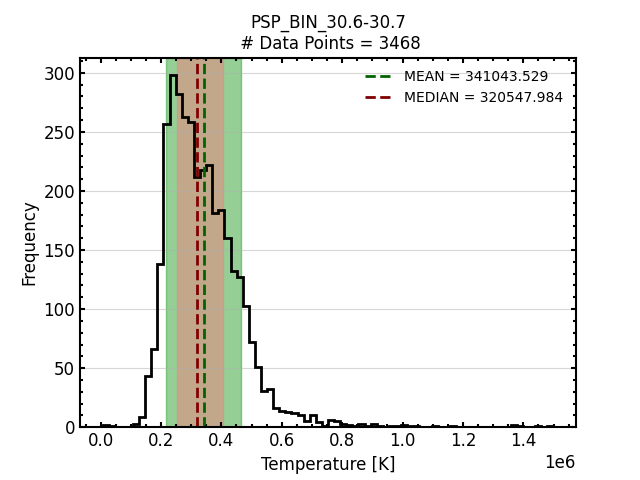 PSP_BIN_30.6-30.7
# Data Points = 3468
MEAN = 341043.529
MEDIAN = 320547.984
Frequency
300
250
200
150
100
50
0
0.0 0.2 0.4 0.6 0.8 1.0 1.2 1.4
1e6
Temperature [K]